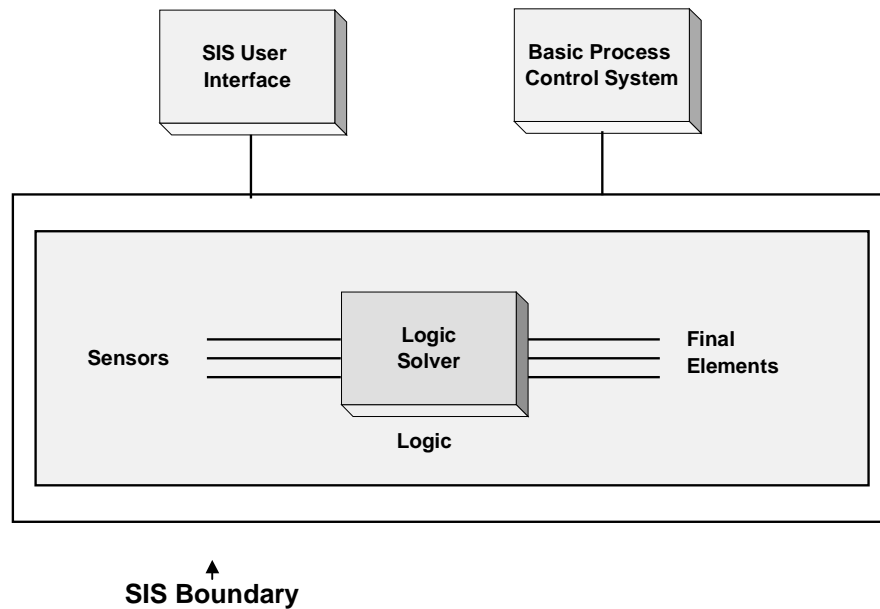 SIS User
Interface
Basic Process
Control System
Sensors
Logic
Solver
Final
Elements
Logic
SIS Boundary